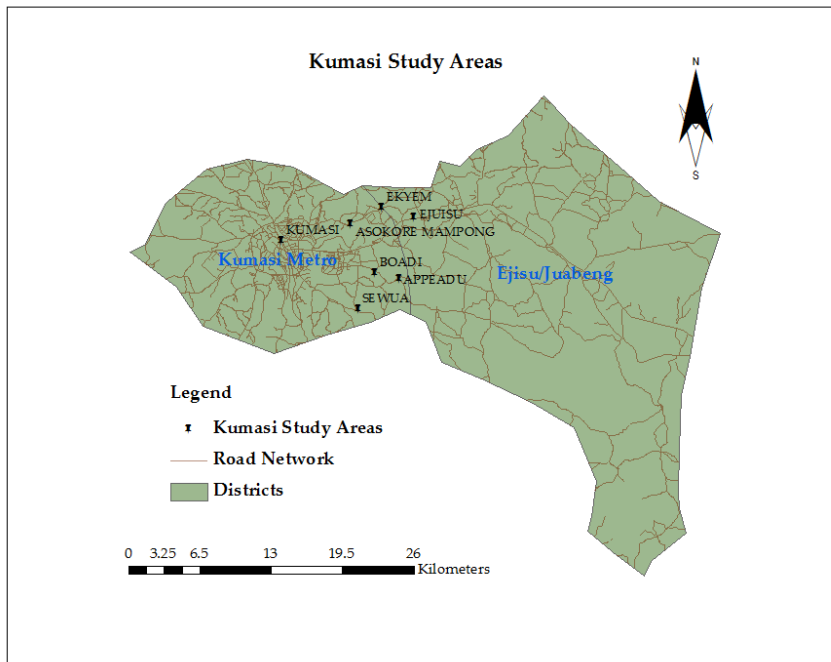 Kumasi Study Areas
N
S
EKYEM
EJUISU
KUMASI
ASOKORE MAMPONG
Kumasi Metro
BOADI
APPEADU
Ejisu/Juabeng
SEWUA
Legend
Kumasi Study Areas
Road Network
Districts
0 3.25 6.5 13 19.5 26
Kilometers